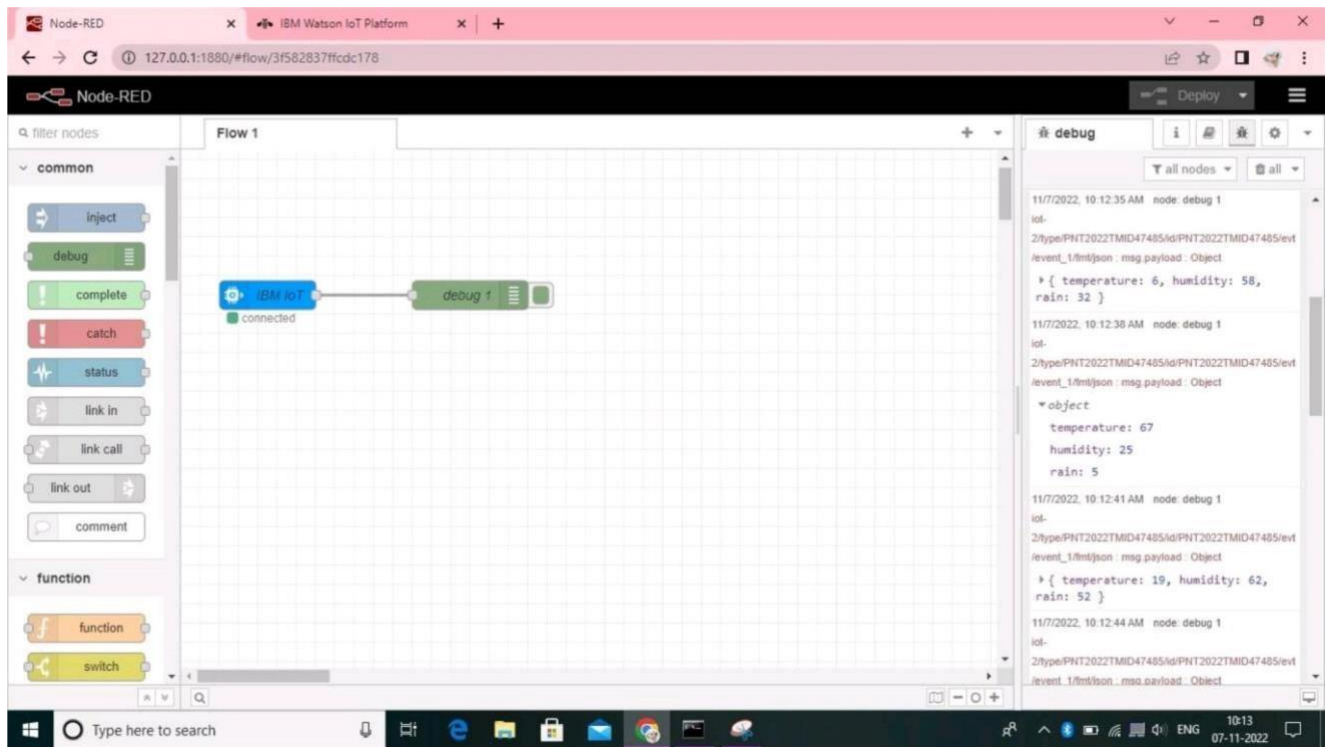 Node-RED
IBM Watson IoT Platform
127.0.0.1:1880/#flow/3f582837ffcdc178
Node-RED
Deploy
filter nodes
common
inject
debug
complete
catch
status
link in
link call
link out
comment
function
function
switch
Flow 1
IBM IoT
connected
debug 1
debug
all nodes
all
11/7/2022, 10:12:35 AM node: debug 1
iot-
2/type/PNT2022TMID47485/id/PNT2022TMID47485/evt
/event_1/fmt/json : msg.payload : Object
{ temperature: 6, humidity: 58,
rain: 32 }
11/7/2022, 10:12:38 AM node: debug 1
iot-
2/type/PNT2022TMID47485/id/PNT2022TMID47485/evt
/event_1/fmt/json : msg.payload : Object
object
temperature: 67
humidity: 25
rain: 5
11/7/2022, 10:12:41 AM node: debug 1
iot-
2/type/PNT2022TMID47485/id/PNT2022TMID47485/evt
/event_1/fmt/json : msg.payload : Object
{ temperature: 19, humidity: 62,
rain: 52 }
11/7/2022, 10:12:44 AM node: debug 1
iot-
2/type/PNT2022TMID47485/id/PNT2022TMID47485/evt
/event_1/fmt/json : msg.payload : Object
Type here to search
ENG
10:13
07-11-2022